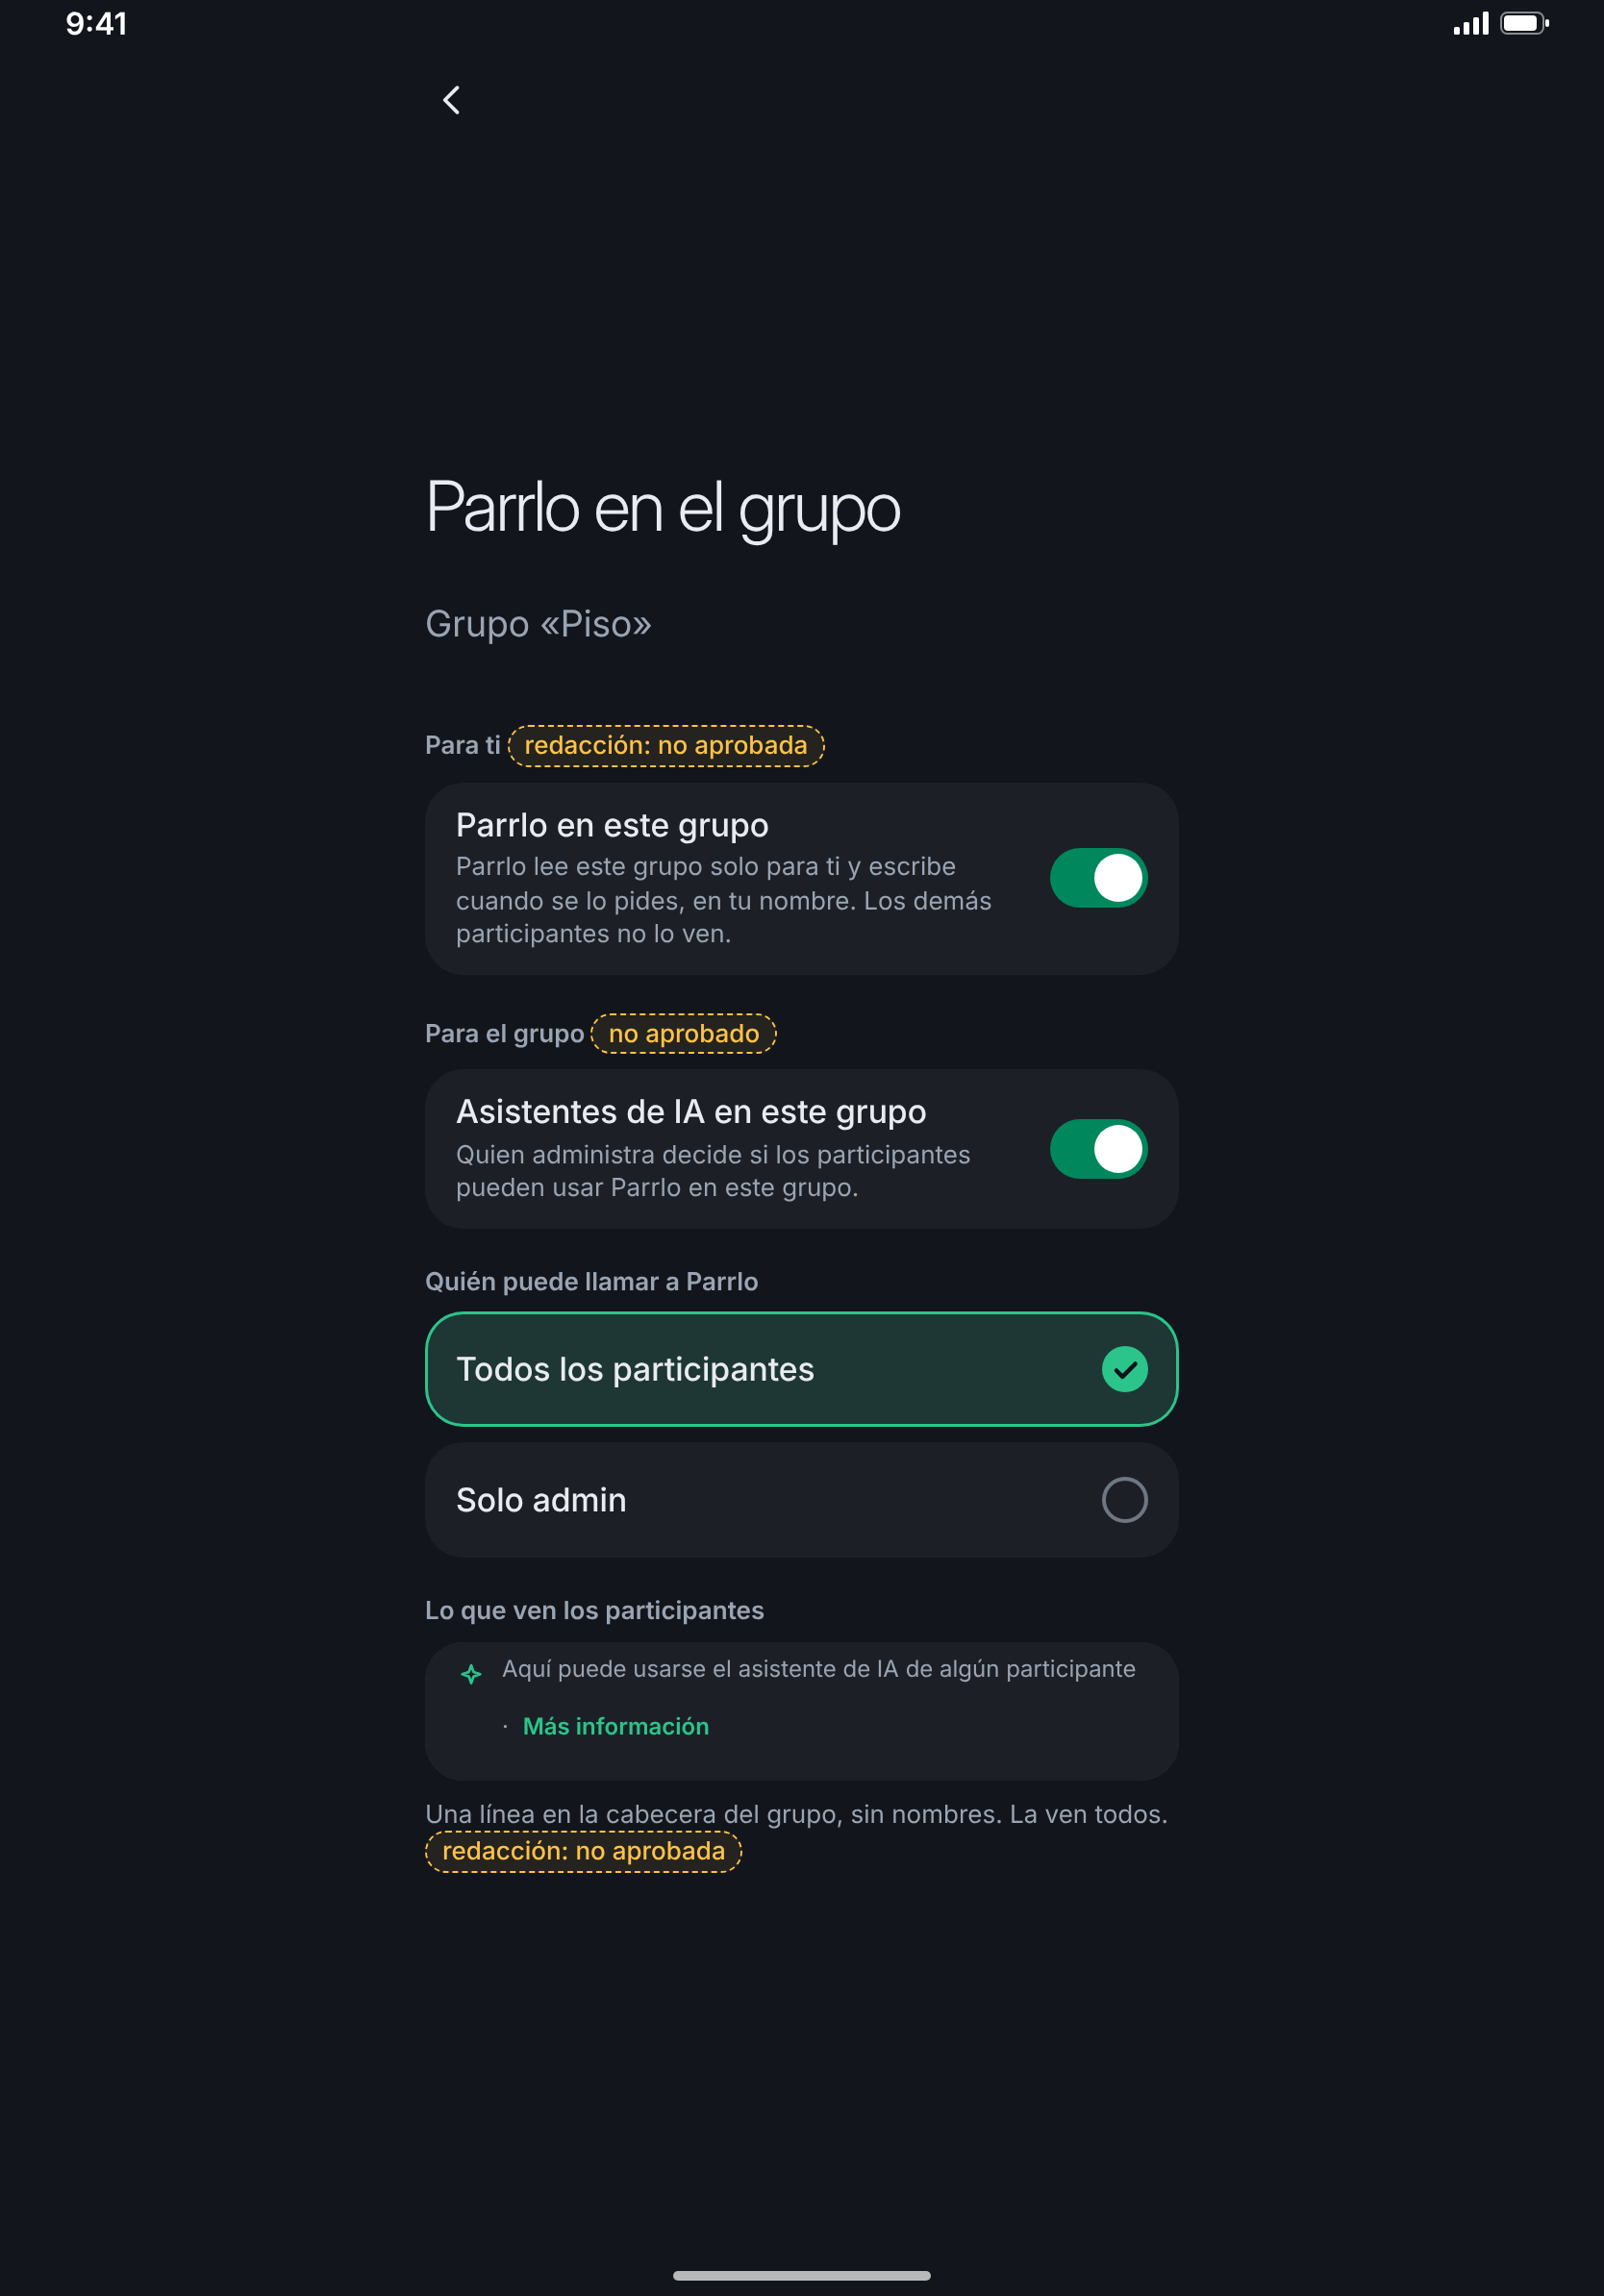 9:41
Parrlo en el grupo
Grupo «Piso»
Para ti redacción: no aprobada
Parrlo en este grupo
Parrlo lee este grupo solo para ti y escribe
cuando se lo pides, en tu nombre. Los demás
participantes no lo ven.
Para el grupo no aprobado
Asistentes de IA en este grupo
Quien administra decide si los participantes
pueden usar Parrlo en este grupo.
Quién puede llamar a Parrlo
Todos los participantes
Solo admin
Lo que ven los participantes
Aquí puede usarse el asistente de IA de algún participante
· Más información
Una línea en la cabecera del grupo, sin nombres. La ven todos.
redacción: no aprobada